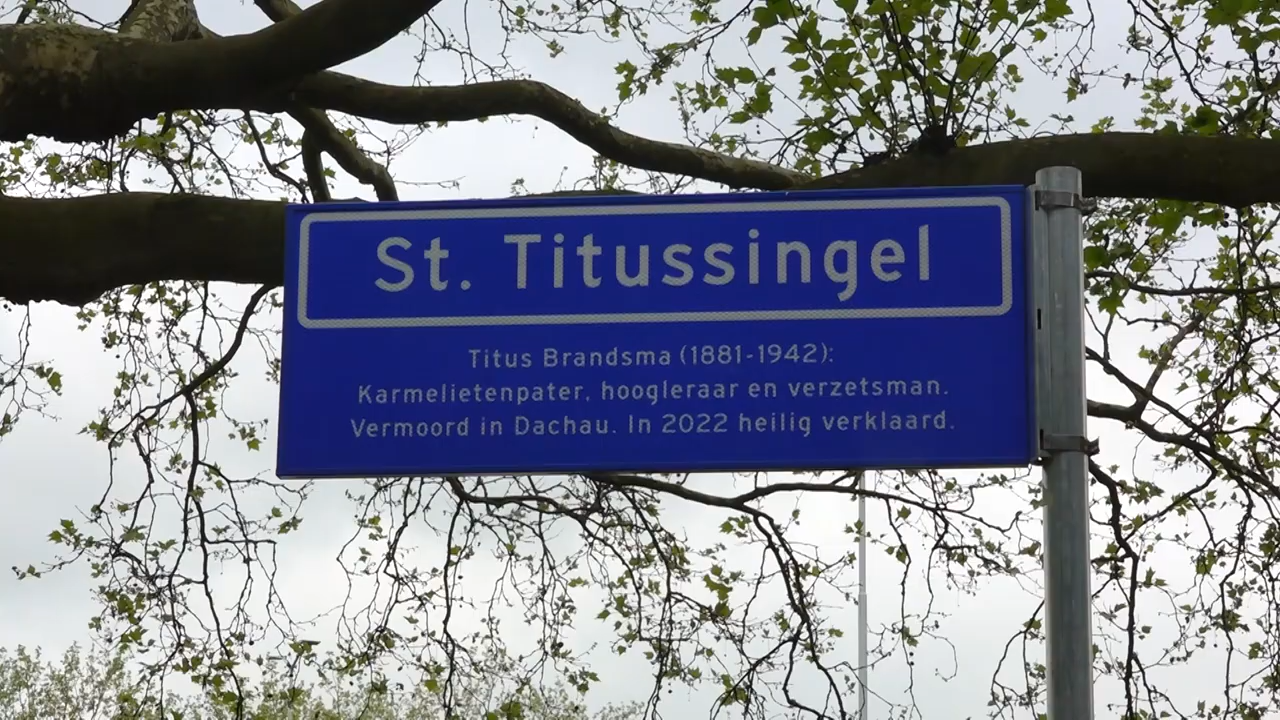 St. Titussingel
Titus Brandsma (1881-1942):
Karmelietenpater, hoogleraar en verzetsman.
Vermoord in Dachau. In 2022 heilig verklaard.